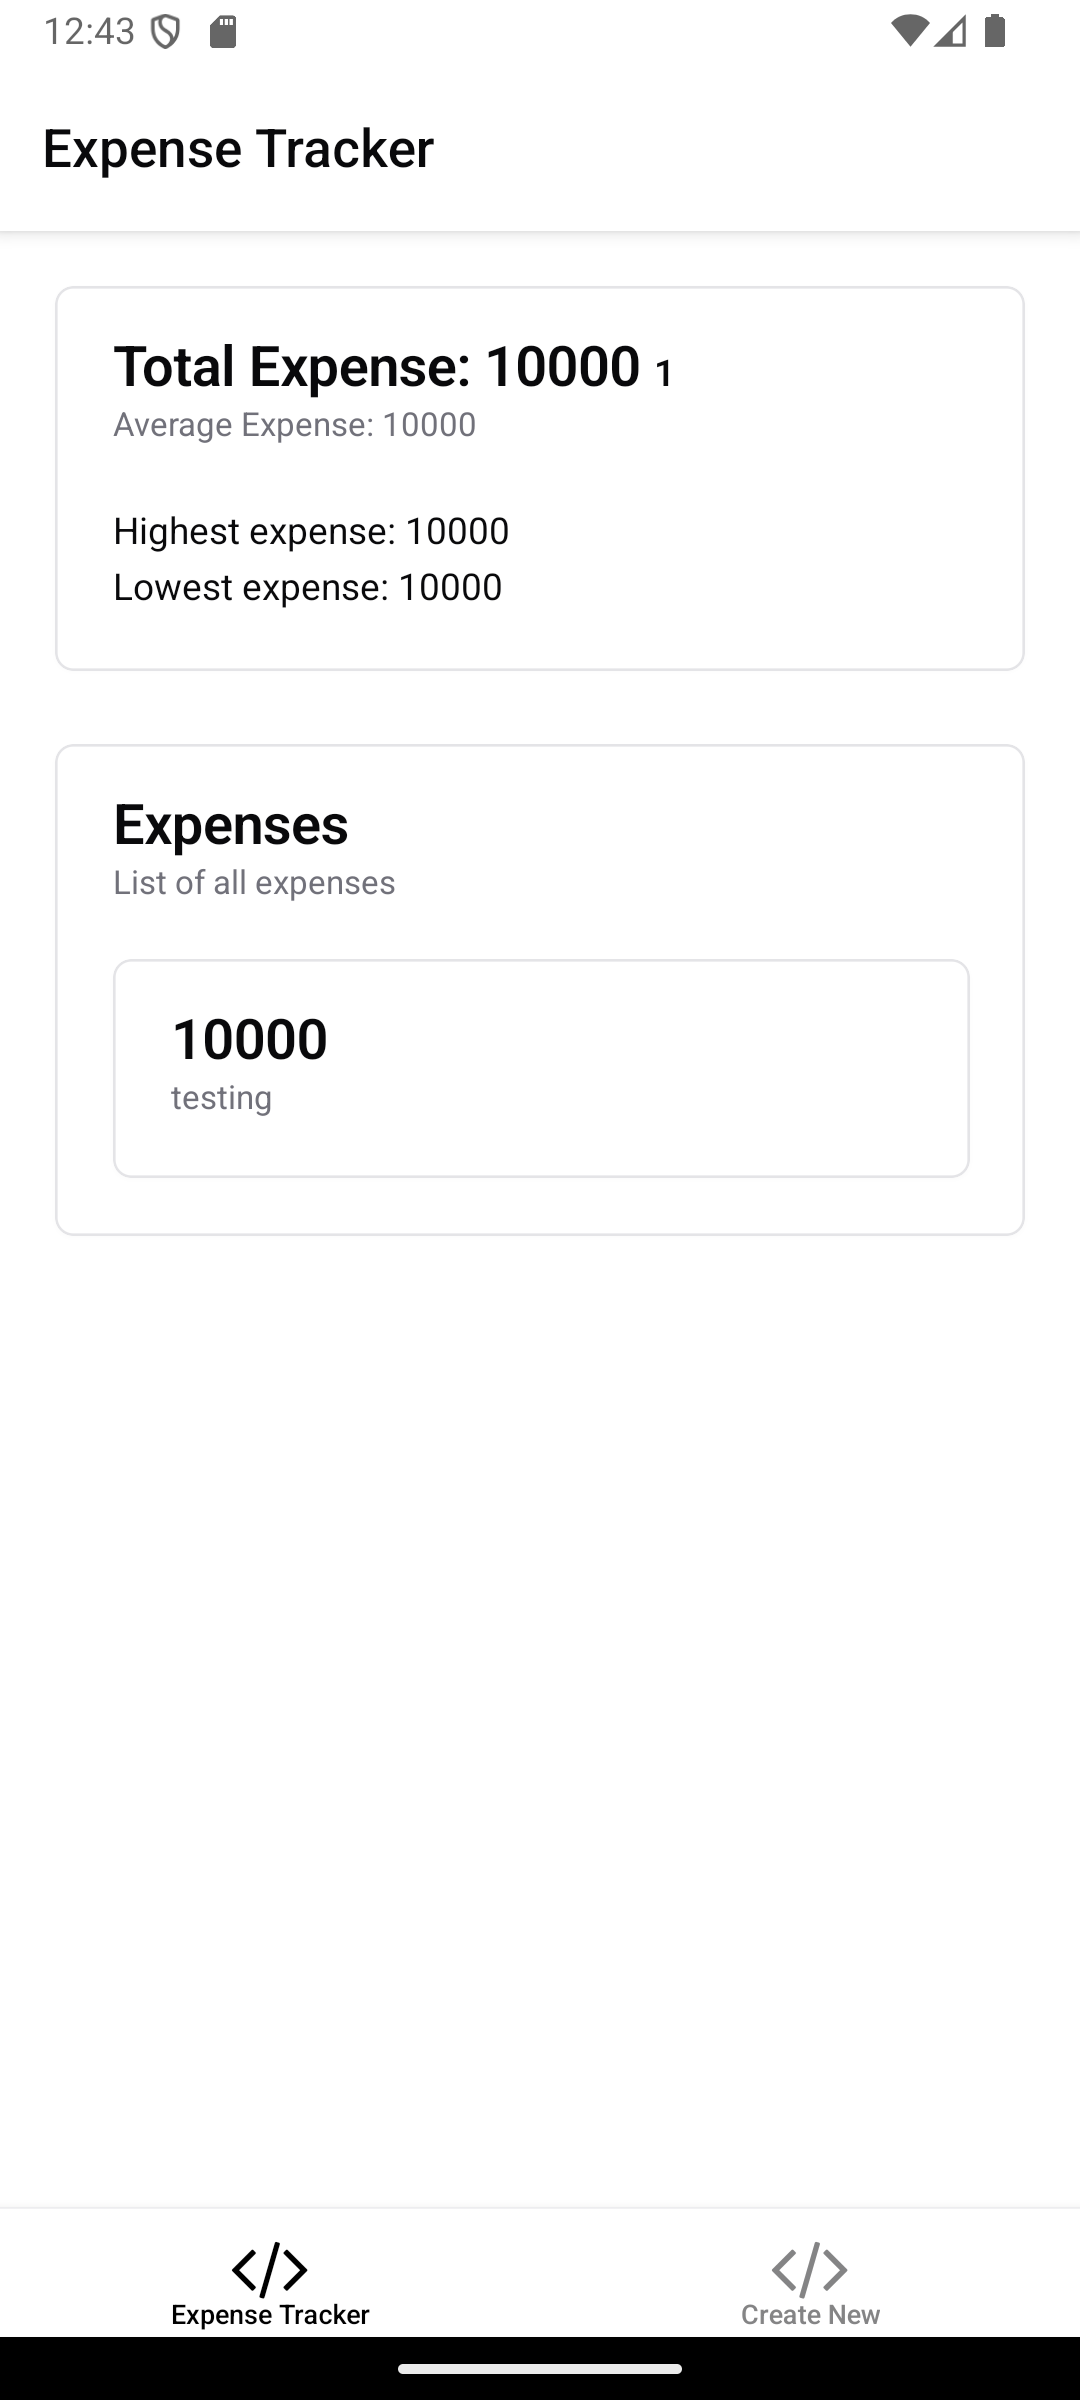 12:43
Expense Tracker
Total Expense: 10000 1
Average Expense: 10000
Highest expense: 10000
Lowest expense: 10000
Expenses
List of all expenses
10000
testing
Expense Tracker
Create New